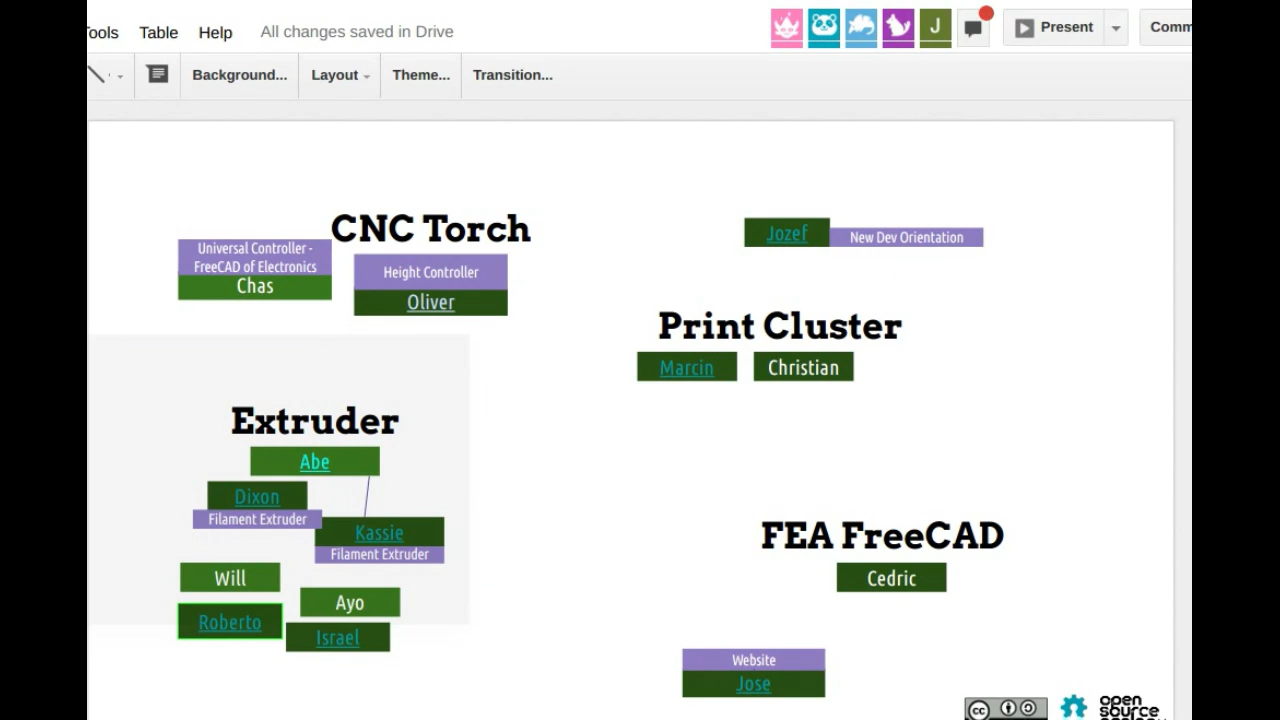 Tools Table Help All changes saved in Drive
J
Present
Comm
Background... Layout Theme... Transition...
CNC Torch
Universal Controller -
FreeCAD of Electronics
Chas
Height Controller
Oliver
Jozef
New Dev Orientation
Print Cluster
Marcin
Christian
Extruder
Abe
Dixon
Filament Extruder
Kassie
Filament Extruder
Will
Ayo
Roberto
Israel
FEA FreeCAD
Cedric
Website
Jose
cc
open
source